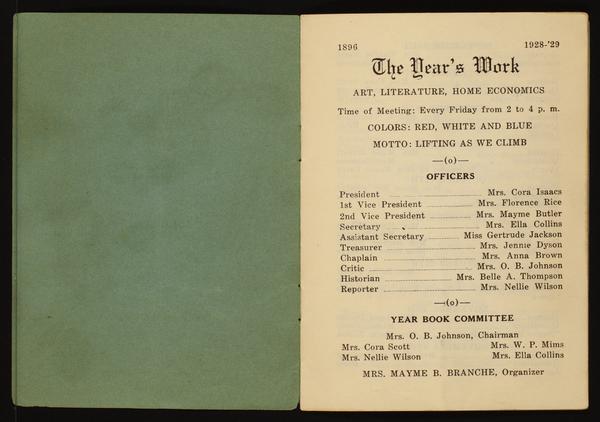 1896 1928-'29
The Year's Work
ART, LITERATURE, HOME ECONOMICS
Time of Meeting: Every Friday from 2 to 4 p. m.
COLORS: RED, WHITE AND BLUE
MOTTO: LIFTING AS WE CLIMB
—(o)—
OFFICERS
President Mrs. Cora Isaacs
1st Vice President Mrs. Florence Rice
2nd Vice President Mrs. Mayme Butler
Secretary Mrs. Ella Collins
Assistant Secretary Miss Gertrude Jackson
Treasurer Mrs. Jennie Dyson
Chaplain Mrs. Anna Brown
Critic Mrs. O. B. Johnson
Historian Mrs. Belle A. Thompson
Reporter Mrs. Nellie Wilson
—(o)—
YEAR BOOK COMMITTEE
Mrs. O. B. Johnson, Chairman
Mrs. Cora Scott Mrs. W. P. Mims
Mrs. Nellie Wilson Mrs. Ella Collins
MRS. MAYME B. BRANCHE, Organizer